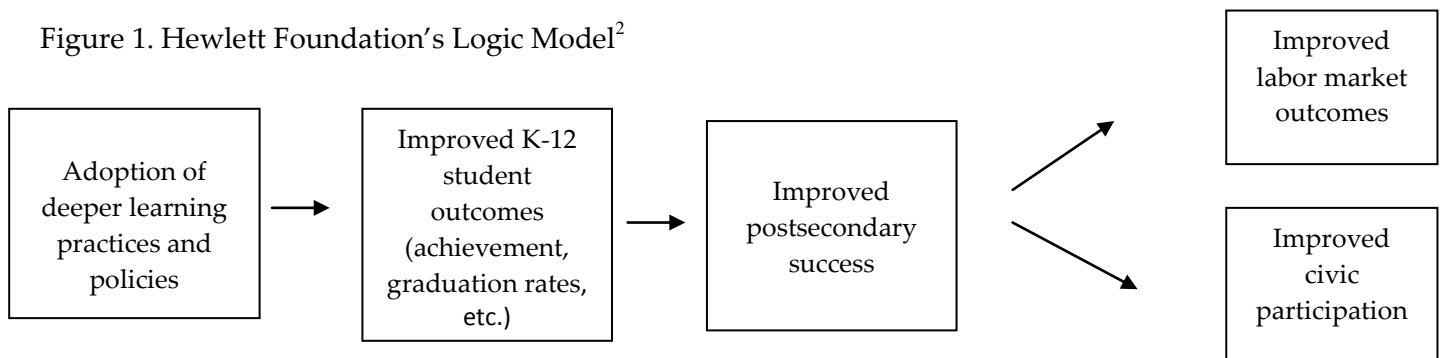 Figure 1. Hewlett Foundation’s Logic Model²
Adoption of
deeper learning
practices and
policies
Improved K-12
student
outcomes
(achievement,
graduation rates,
etc.)
Improved
postsecondary
success
Improved
labor market
outcomes
Improved
civic
participation